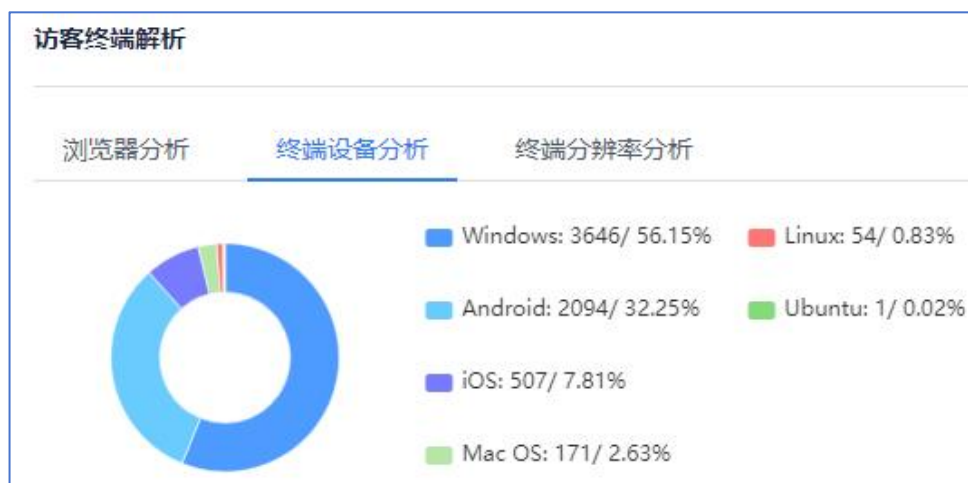 访客终端解析
浏览器分析 终端设备分析 终端分辨率分析
Windows: 3646/ 56.15% Linux: 54/ 0.83%
Android: 2094/ 32.25% Ubuntu: 1/ 0.02%
iOS: 507/ 7.81%
Mac OS: 171/ 2.63%